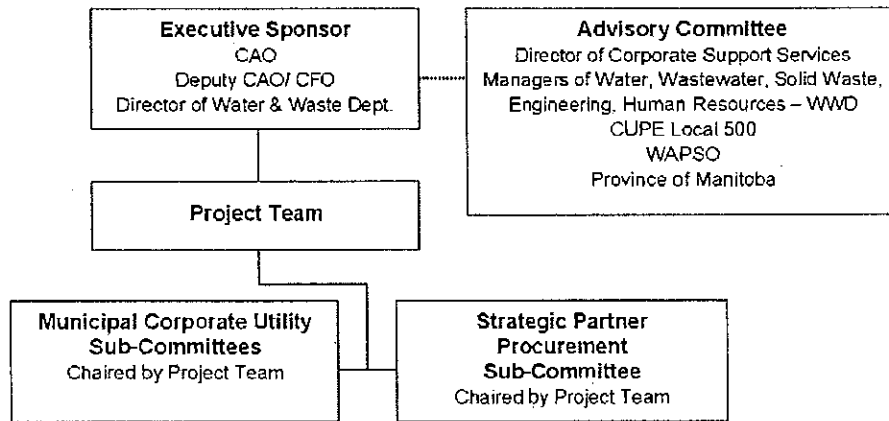 Executive Sponsor
CAO
Deputy CAO/ CFO
Director of Water & Waste Dept.
Advisory Committee
Director of Corporate Support Services
Managers of Water, Wastewater, Solid Waste,
Engineering, Human Resources – WWD
CUPE Local 500
WAPSO
Province of Manitoba
Project Team
Municipal Corporate Utility
Sub-Committees
Chaired by Project Team
Strategic Partner
Procurement
Sub-Committee
Chaired by Project Team